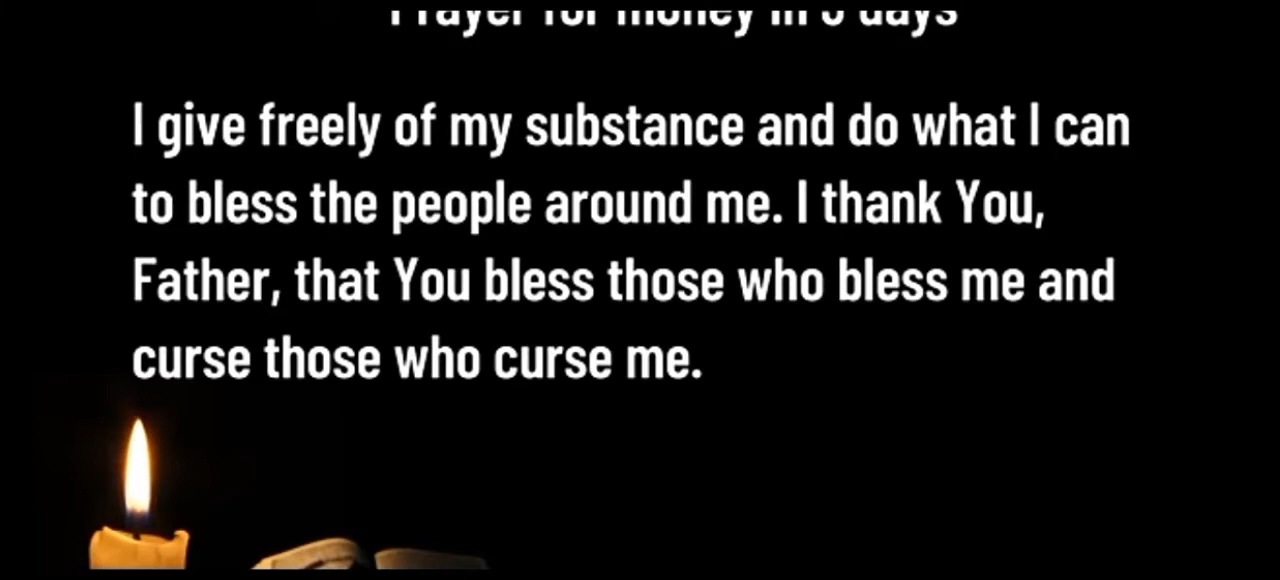 Prayer for money in 3 days
I give freely of my substance and do what I can
to bless the people around me. I thank You,
Father, that You bless those who bless me and
curse those who curse me.